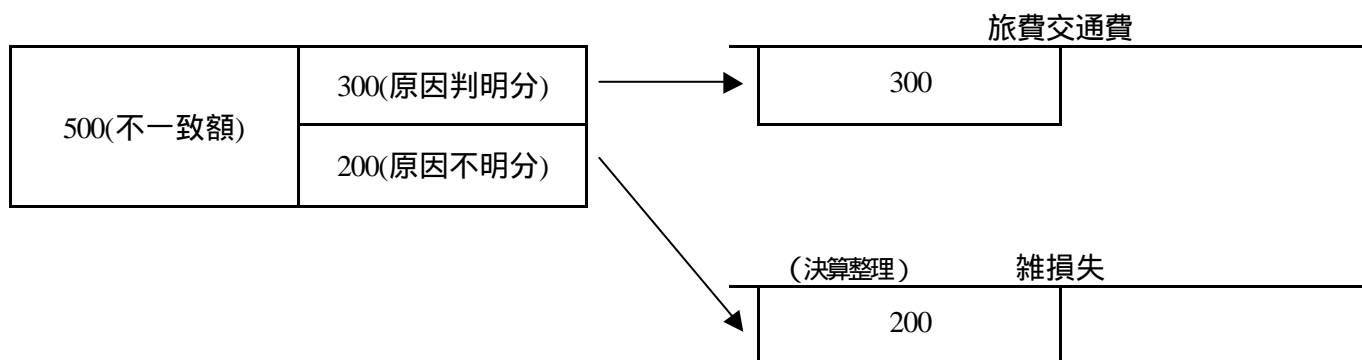 旅費交通費
500(不一致額)
300(原因判明分)
200(原因不明分)
300
(決算整理) 雑損失
200